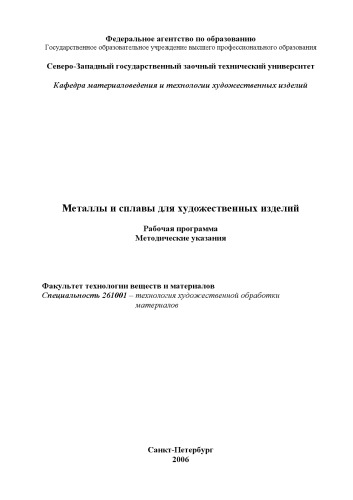 Федеральное агентство по образованию
Государственное образовательное учреждение высшего профессионального образования
Северо-Западный государственный заочный технический университет
Кафедра материаловедения и технологии художественных изделий
Металлы и сплавы для художественных изделий
Рабочая программа
Методические указания
Факультет технологии веществ и материалов
Специальность 261001 – технология художественной обработки
материалов
Санкт-Петербург
2006